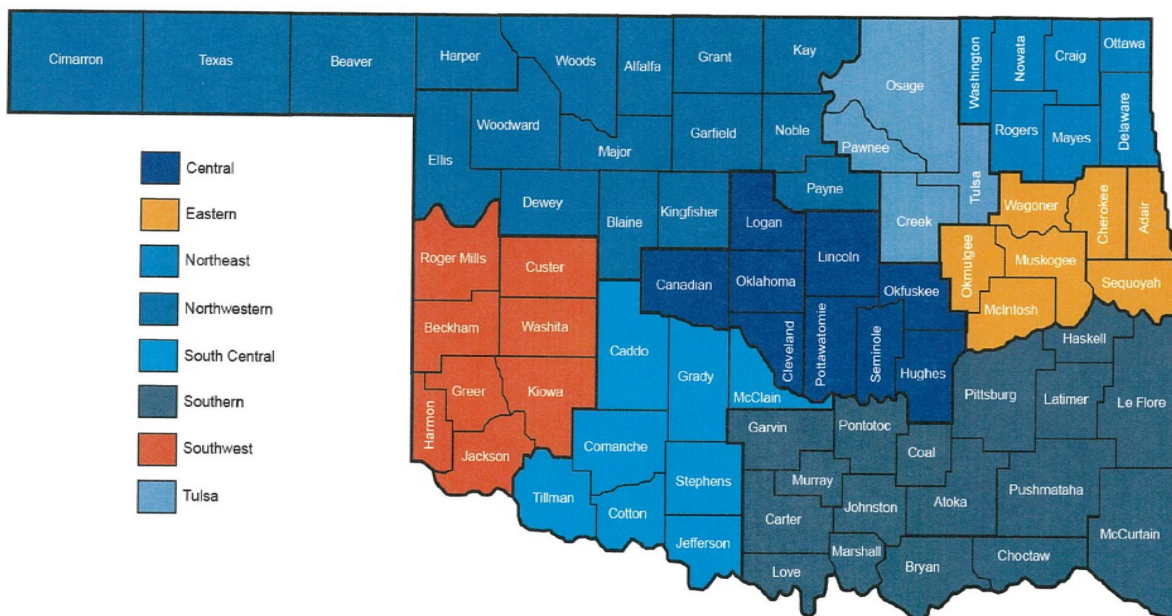 Cimarron
Texas
Beaver
Harper
Woods
Alfalfa
Grant
Kay
Osage
Washington
Nowata
Craig
Ottawa
Woodward
Ellis
Major
Garfield
Noble
Pawnee
Rogers
Mayes
Delaware
Tulsa
Dewey
Blaine
Kingfisher
Logan
Payne
Creek
Wagoner
Cherokee
Adair
Roger Mills
Custer
Canadian
Oklahoma
Lincoln
Okfuskee
Okmulgee
Muskogee
Sequoyah
McIntosh
Beckham
Washita
Caddo
Grady
Cleveland
Pottawatomie
Seminole
Hughes
Haskell
Pittsburg
Latimer
Le Flore
Harmon
Greer
Kiowa
McClain
Garvin
Pontotoc
Coal
Jackson
Comanche
Stephens
Murray
Johnston
Atoka
Pushmataha
McCurtain
Tillman
Cotton
Jefferson
Carter
Marshall
Love
Bryan
Choctaw
Central
Eastern
Northeast
Northwestern
South Central
Southern
Southwest
Tulsa